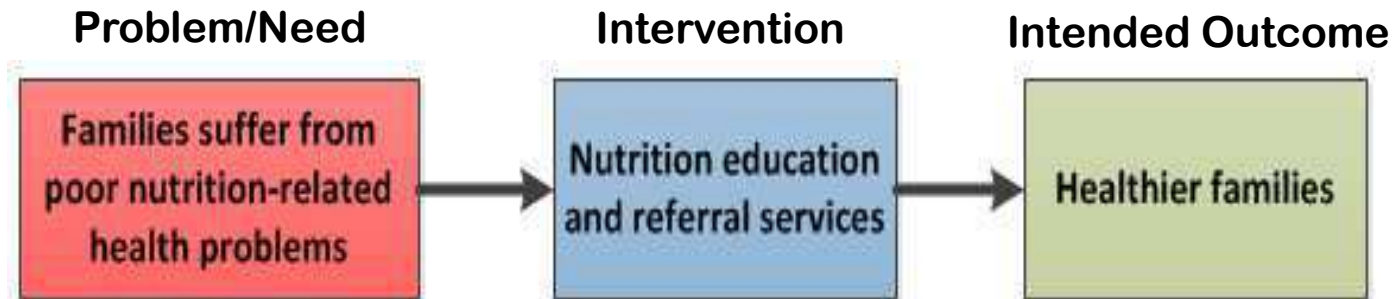 Problem/Need
Intervention
Intended Outcome
Families suffer from
poor nutrition-related
health problems
Nutrition education
and referral services
Healthier families